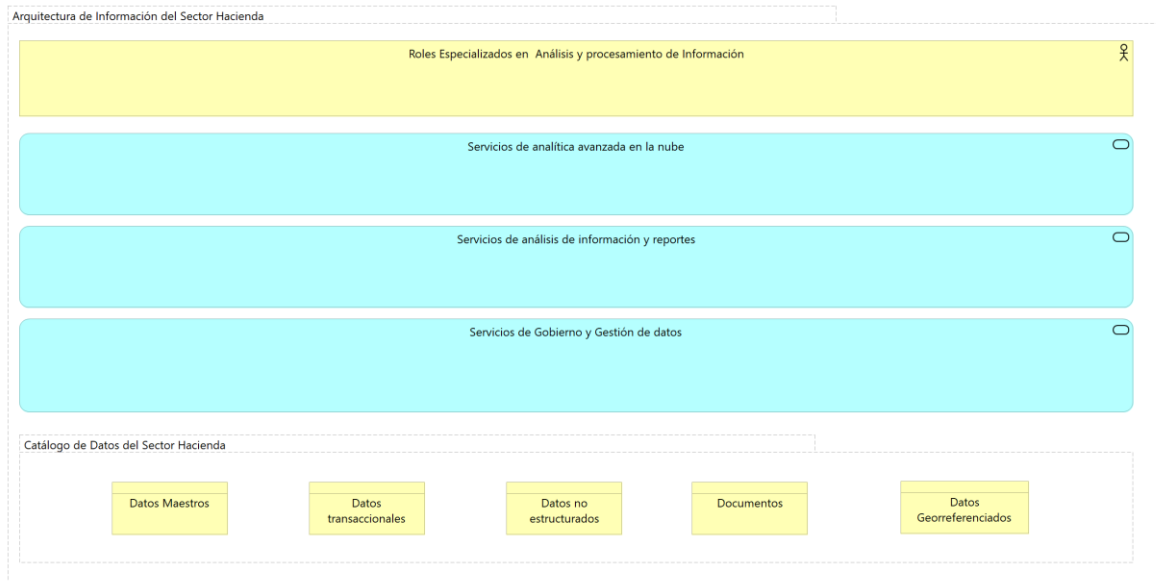 Arquitectura de Información del Sector Hacienda
Roles Especializados en Análisis y procesamiento de Información
Servicios de analítica avanzada en la nube
Servicios de análisis de información y reportes
Servicios de Gobierno y Gestión de datos
Catálogo de Datos del Sector Hacienda
Datos Maestros
Datos
transaccionales
Datos no
estructurados
Documentos
Datos
Georreferenciados